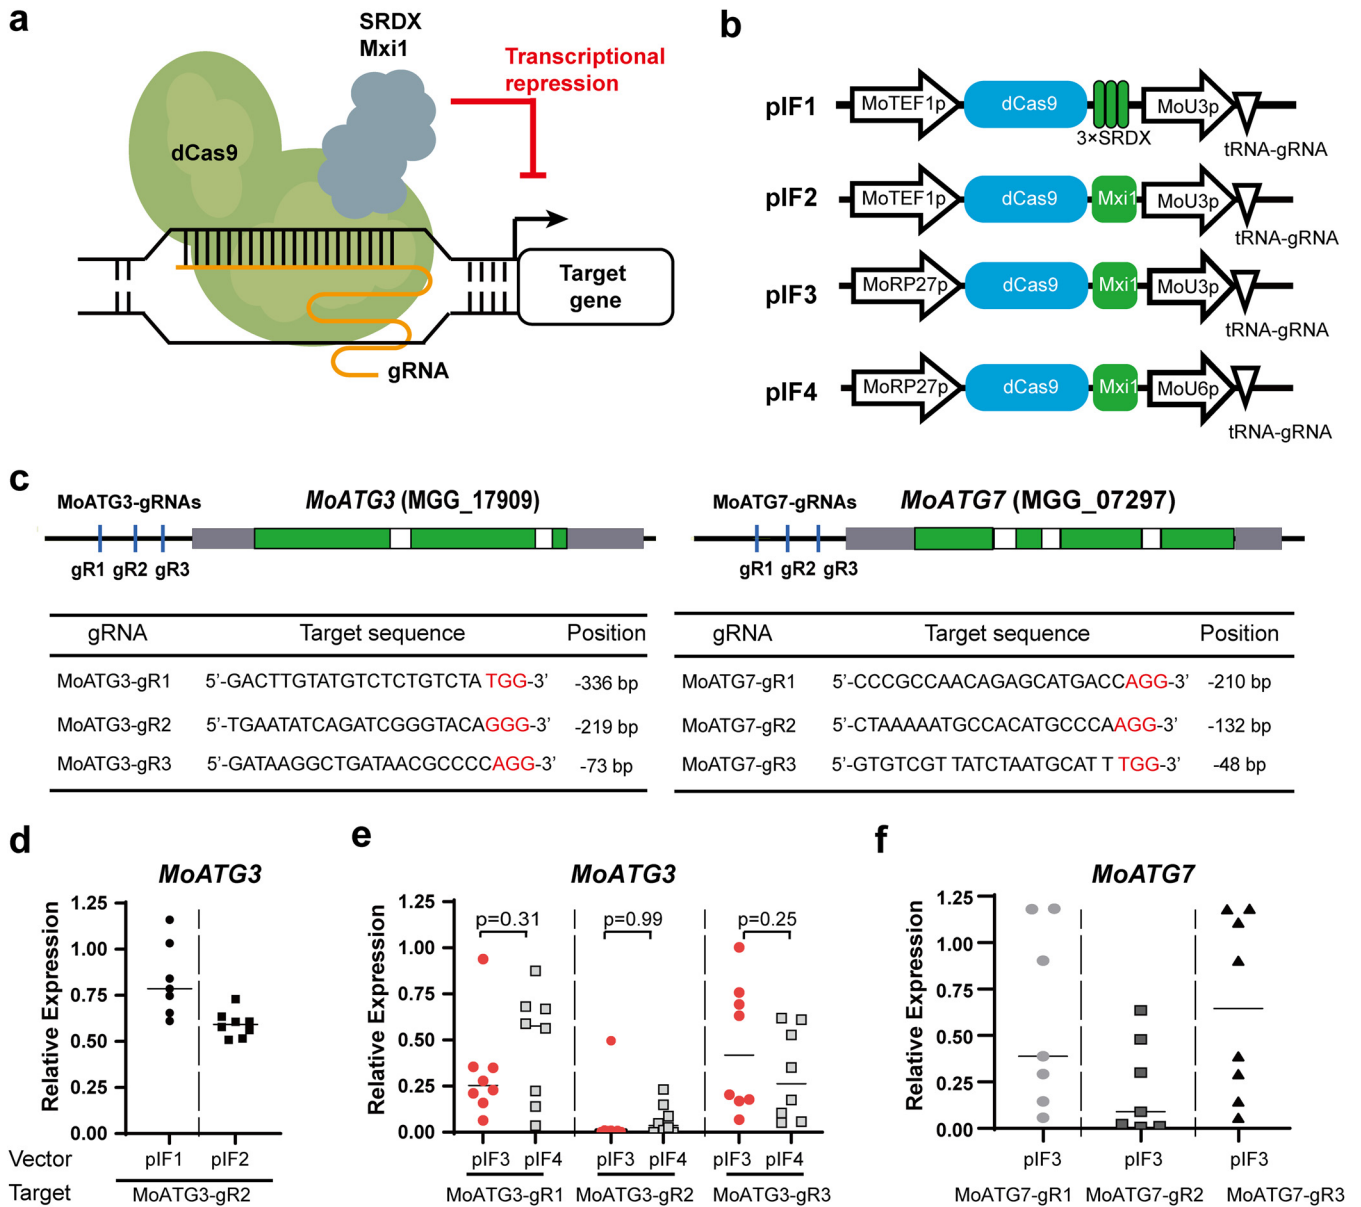 a
SRDX
Mxi1
Transcriptional
repression
dCas9
Target
gene
gRNA
b
pIF1
MoTEF1p
dCas9
3×SRDX
MoU3p
tRNA-gRNA
pIF2
MoTEF1p
dCas9
Mxi1
MoU3p
tRNA-gRNA
pIF3
MoRP27p
dCas9
Mxi1
MoU3p
tRNA-gRNA
pIF4
MoRP27p
dCas9
Mxi1
MoU6p
tRNA-gRNA
c
MoATG3-gRNAs
MoATG3 (MGG_17909)
gR1 gR2 gR3
gRNA Target sequence Position
MoATG3-gR1 5’-GACTTGTATGTCTCTGTCTA TGG-3’ -336 bp
MoATG3-gR2 5’-TGAATATCAGATCGGGTACAGGG-3’ -219 bp
MoATG3-gR3 5’-GATAAGGCTGATAACGCCCCAGG-3’ -73 bp
MoATG7-gRNAs
MoATG7 (MGG_07297)
gR1 gR2 gR3
gRNA Target sequence Position
MoATG7-gR1 5’-CCCGCCAACAGAGCATGACCAGG-3’ -210 bp
MoATG7-gR2 5’-CTAAAAATGCCACATGCCCAAGG-3’ -132 bp
MoATG7-gR3 5’-GTGTCGT TATCTAATGCAT T TGG-3’ -48 bp
d
MoATG3
Relative Expression
1.25
1.00
0.75
0.50
0.25
0.00
Vector pIF1 pIF2
Target MoATG3-gR2
e
MoATG3
Relative Expression
1.25
1.00
0.75
0.50
0.25
0.00
p=0.31 p=0.99 p=0.25
pIF3 pIF4 pIF3 pIF4 pIF3 pIF4
MoATG3-gR1 MoATG3-gR2 MoATG3-gR3
f
MoATG7
Relative Expression
1.25
1.00
0.75
0.50
0.25
0.00
pIF3 pIF3 pIF3
MoATG7-gR1 MoATG7-gR2 MoATG7-gR3